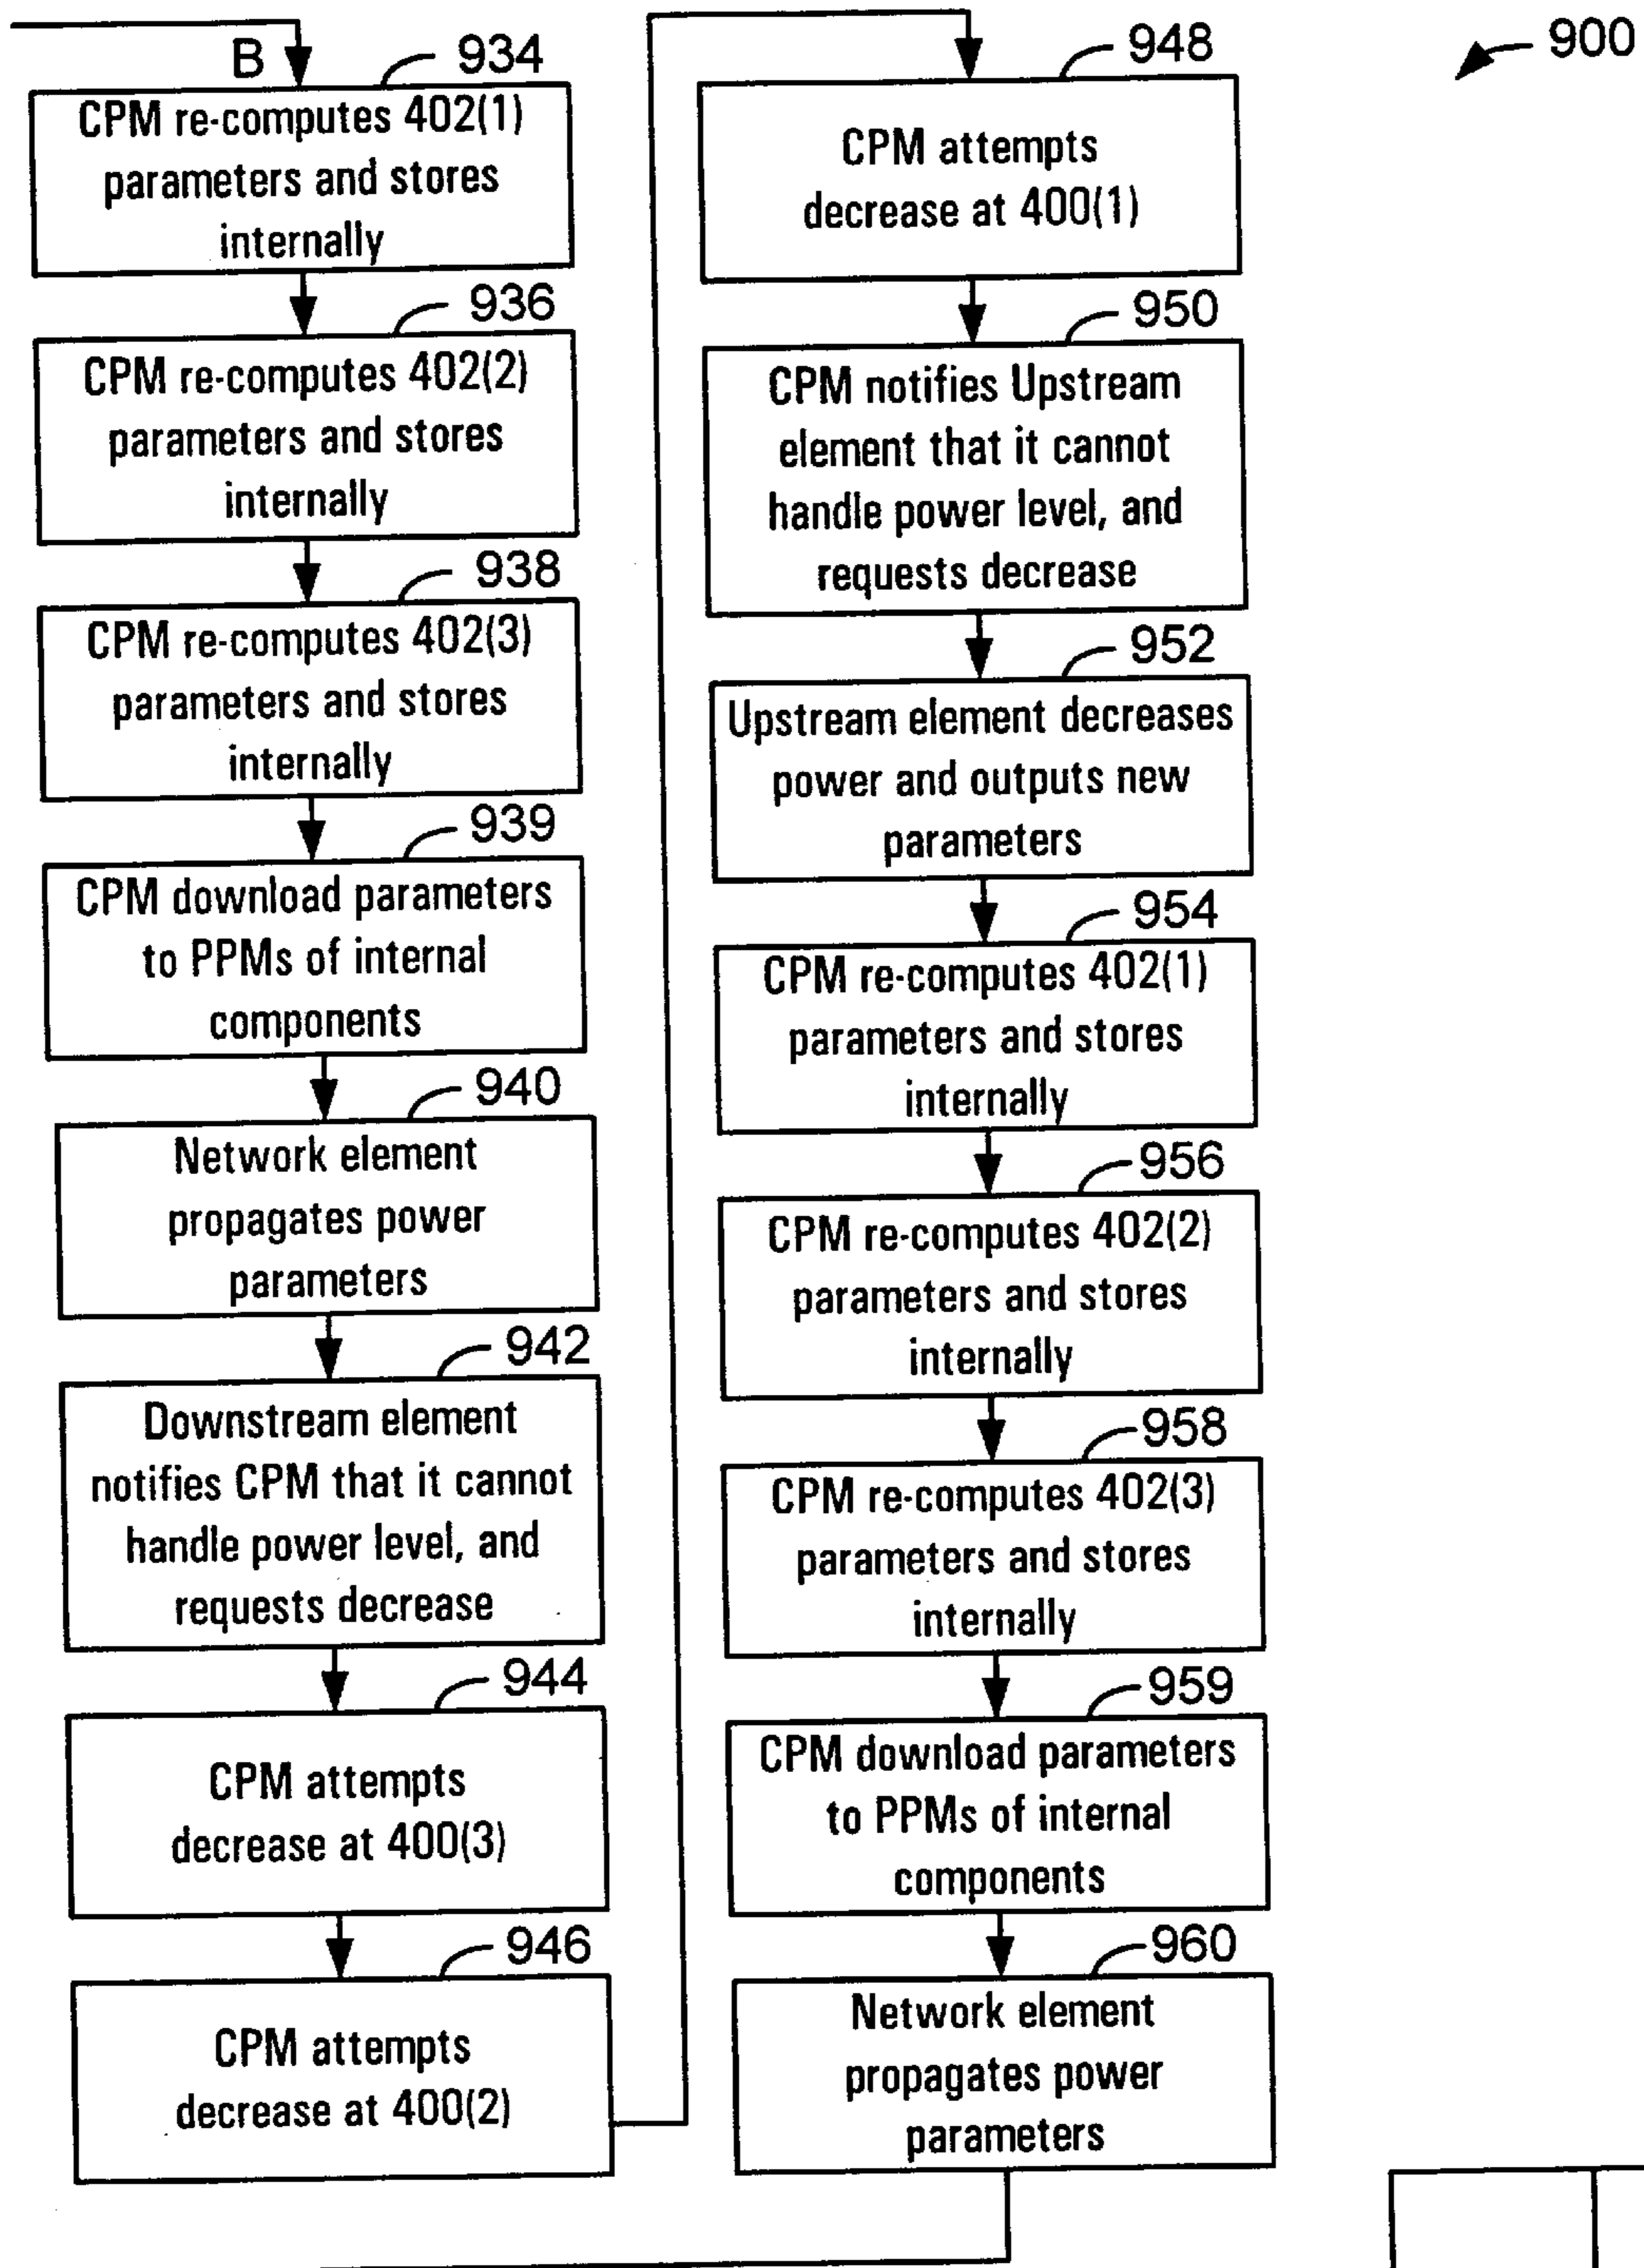 B
934
CPM re-computes 402(1)
parameters and stores
internally
936
CPM re-computes 402(2)
parameters and stores
internally
938
CPM re-computes 402(3)
parameters and stores
internally
939
CPM download parameters
to PPMs of internal
components
940
Network element
propagates power
parameters
942
Downstream element
notifies CPM that it cannot
handle power level, and
requests decrease
944
CPM attempts
decrease at 400(3)
946
CPM attempts
decrease at 400(2)
900
948
CPM attempts
decrease at 400(1)
950
CPM notifies Upstream
element that it cannot
handle power level, and
requests decrease
952
Upstream element decreases
power and outputs new
parameters
954
CPM re-computes 402(1)
parameters and stores
internally
956
CPM re-computes 402(2)
parameters and stores
internally
958
CPM re-computes 402(3)
parameters and stores
internally
959
CPM download parameters
to PPMs of internal
components
960
Network element
propagates power
parameters